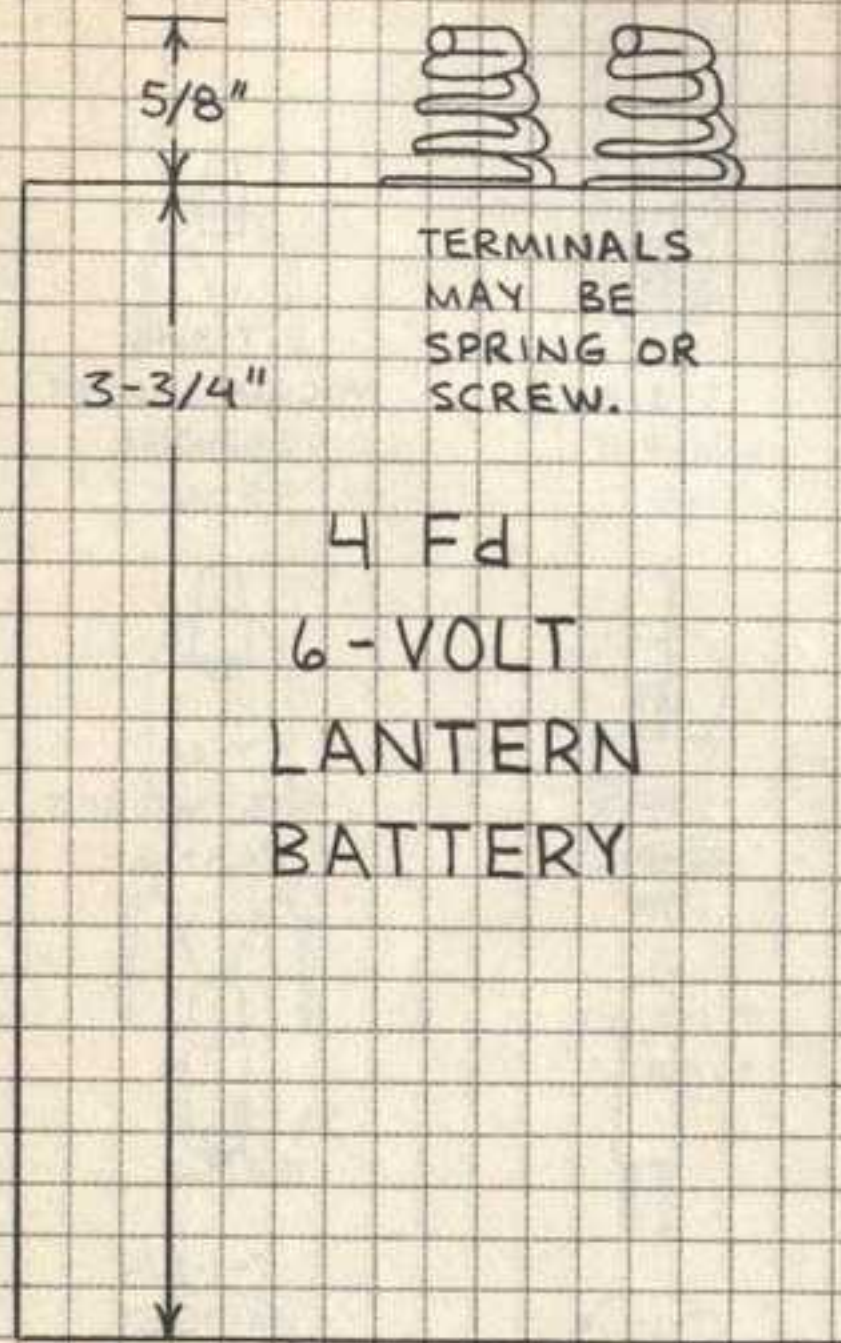 5/8"
TERMINALS
MAY BE
SPRING OR
SCREW.
3-3/4"
4 Fd
6-VOLT
LANTERN
BATTERY